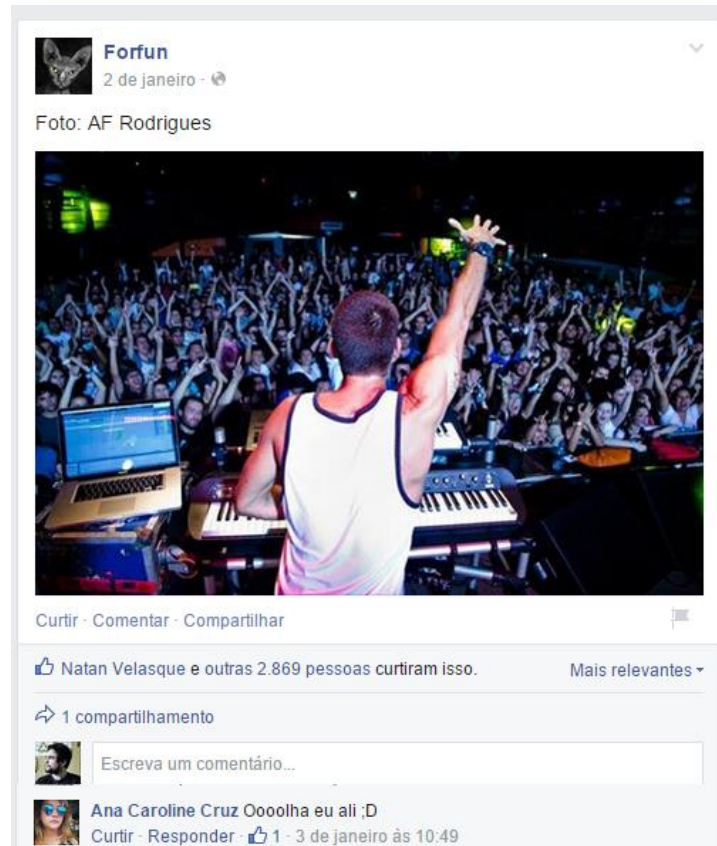 Forfun
2 de janeiro ·
Foto: AF Rodrigues
Curtir · Comentar · Compartilhar
Natan Velasque e outras 2.869 pessoas curtiram isso.
Mais relevantes
1 compartilhamento
Escreva um comentário...
Ana Caroline Cruz Oooolha eu ali ;D
Curtir · Responder · 1 · 3 de janeiro às 10:49